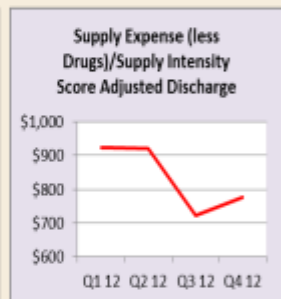 Supply Expense (less
Drugs)/Supply Intensity
Score Adjusted Discharge
$1,000
$900
$800
$700
$600
Q1 12 Q2 12 Q3 12 Q4 12